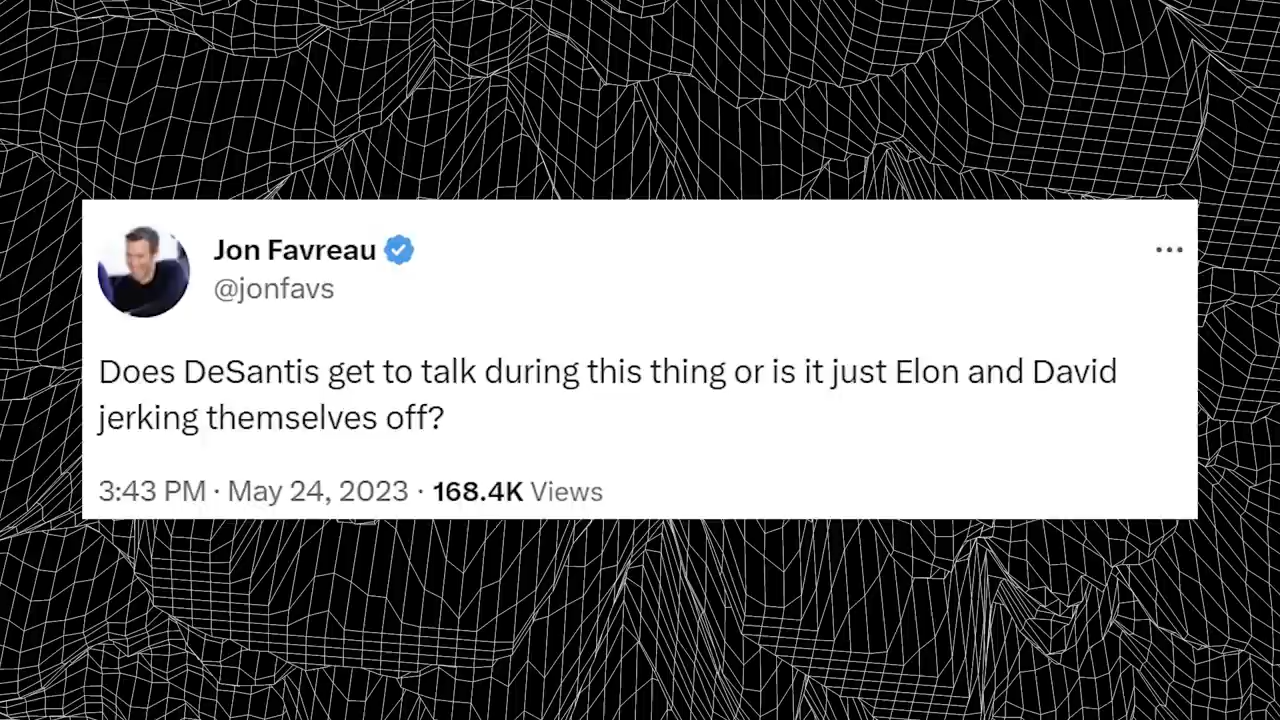 Jon Favreau
@jonfavs
Does DeSantis get to talk during this thing or is it just Elon and David
jerking themselves off?
3:43 PM · May 24, 2023 · 168.4K Views